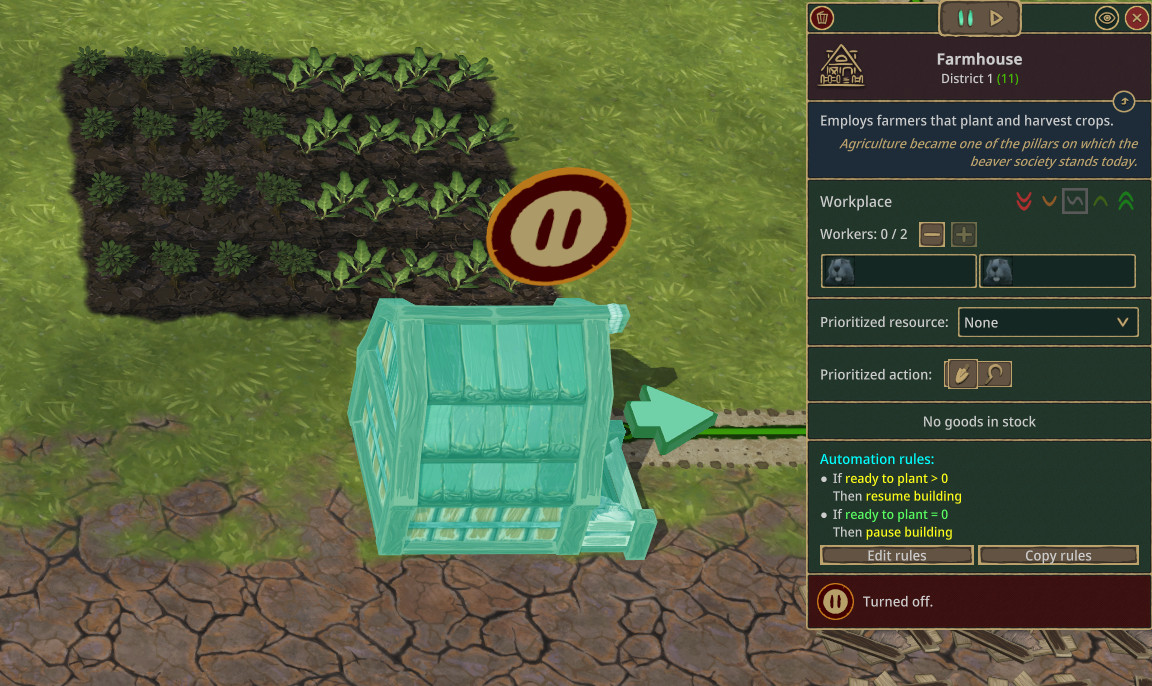 Farmhouse
District 1 (11)
Employs farmers that plant and harvest crops.
Agriculture became one of the pillars on which the
beaver society stands today.
Workplace
Workers: 0 / 2
Prioritized resource: None
Prioritized action:
No goods in stock
Automation rules:
● If ready to plant > 0
Then resume building
● If ready to plant = 0
Then pause building
Edit rules Copy rules
Turned off.